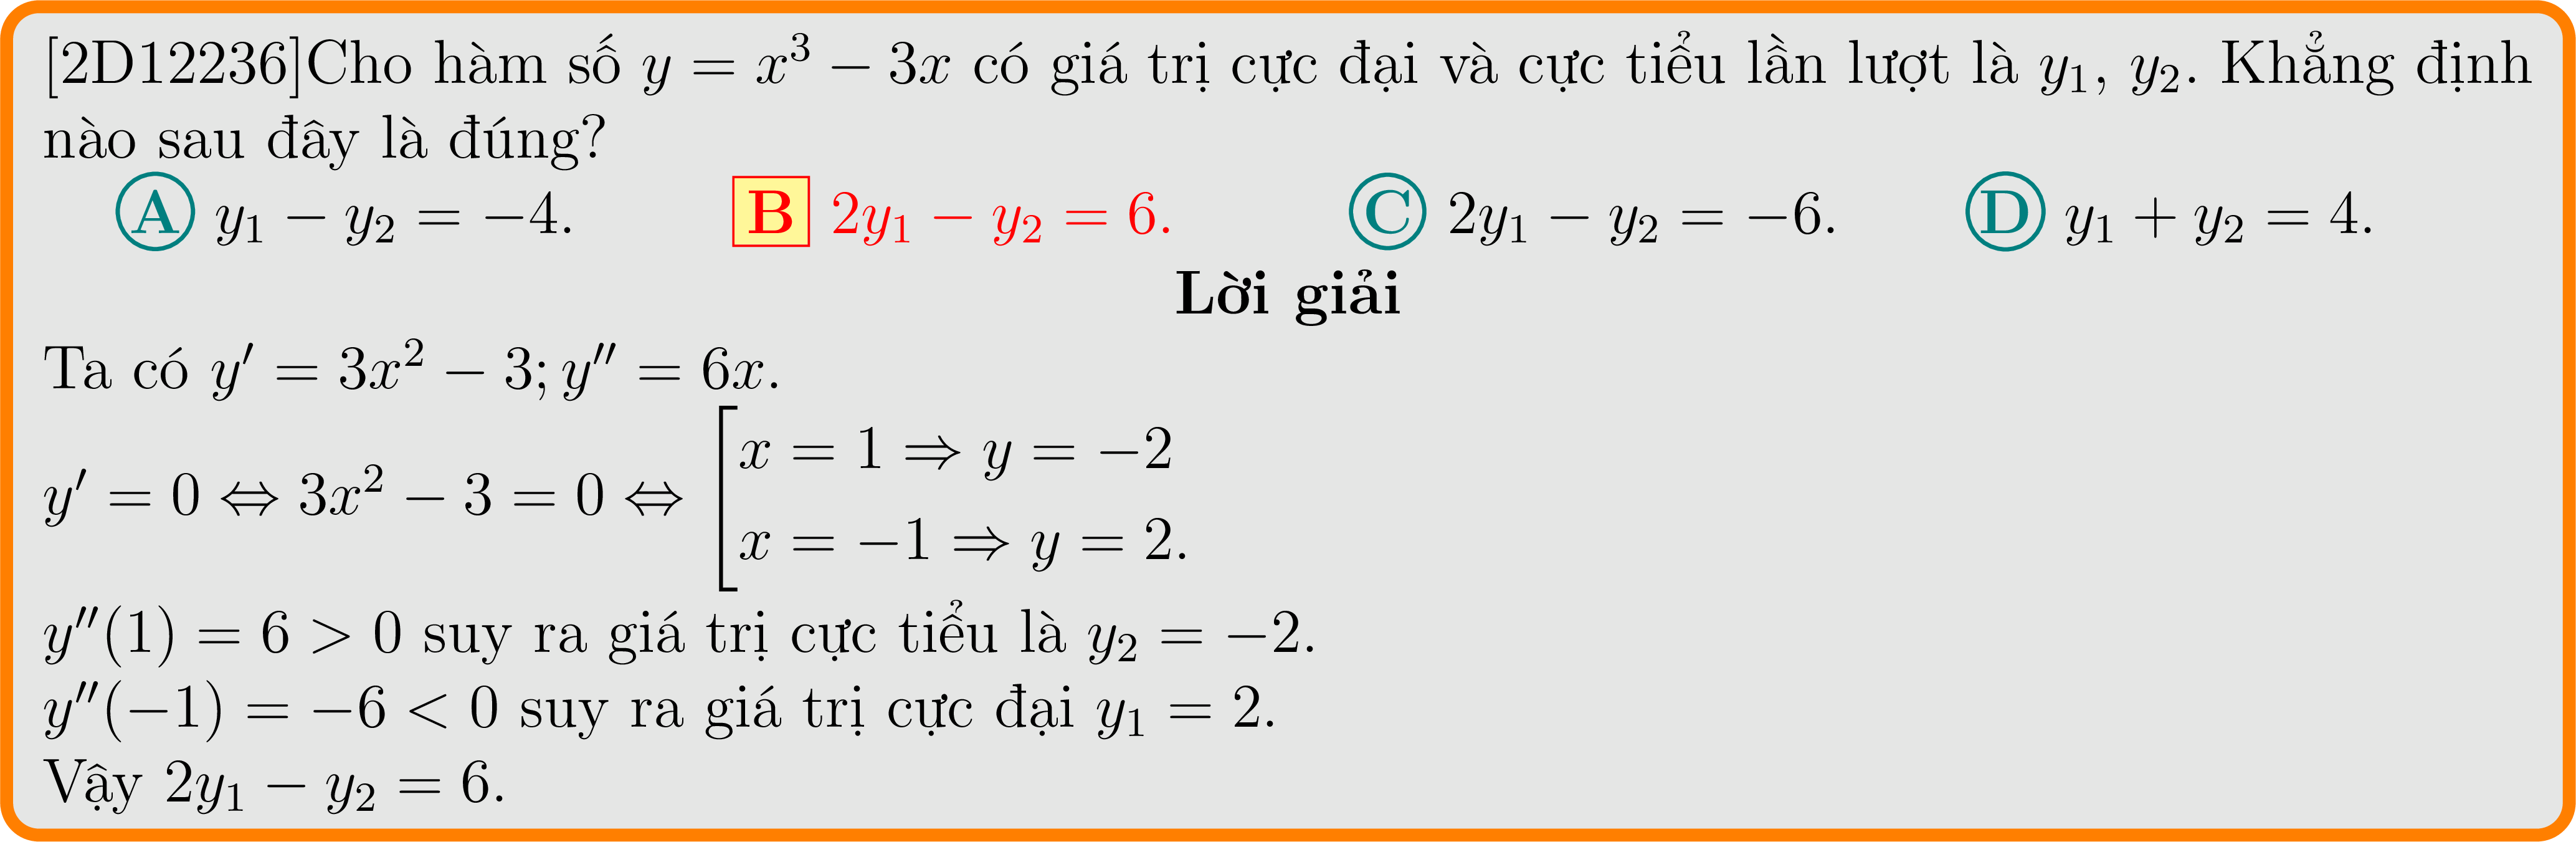 [2D12236]Cho hàm số $y = x^3 - 3x$ có giá trị cực đại và cực tiểu lần lượt là $y_1$, $y_2$. Khẳng định
nào sau đây là đúng?
A $y_1 - y_2 = -4$. B $2y_1 - y_2 = 6$. C $2y_1 - y_2 = -6$. D $y_1 + y_2 = 4$.
Lời giải
Ta có $y' = 3x^2 - 3; y'' = 6x$.
$y' = 0 \Leftrightarrow 3x^2 - 3 = 0 \Leftrightarrow \left[\begin{array}{l} x = 1 \Rightarrow y = -2 \\ x = -1 \Rightarrow y = 2. \end{array}\right.$
$y''(1) = 6 > 0$ suy ra giá trị cực tiểu là $y_2 = -2$.
$y''(-1) = -6 < 0$ suy ra giá trị cực đại $y_1 = 2$.
Vậy $2y_1 - y_2 = 6$.